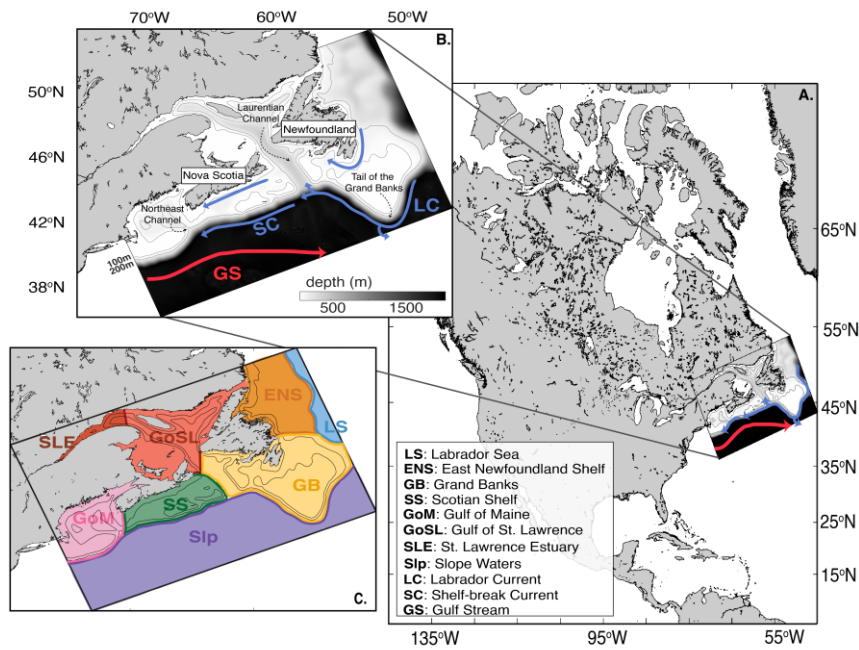 70°W
60°W
50°W
B.
50°N
46°N
42°N
38°N
Laurentian
Channel
Newfoundland
Nova Scotia
Tail of the
Grand Banks
Northeast
Channel
LC
SC
100m
200m
GS
depth (m)
500
1500
A.
65°N
55°N
45°N
35°N
25°N
15°N
135°W
95°W
55°W
ENS
LS
SLE
GoSL
GB
GoM
SS
Slp
C.
LS: Labrador Sea
ENS: East Newfoundland Shelf
GB: Grand Banks
SS: Scotian Shelf
GoM: Gulf of Maine
GoSL: Gulf of St. Lawrence
SLE: St. Lawrence Estuary
Slp: Slope Waters
LC: Labrador Current
SC: Shelf-break Current
GS: Gulf Stream